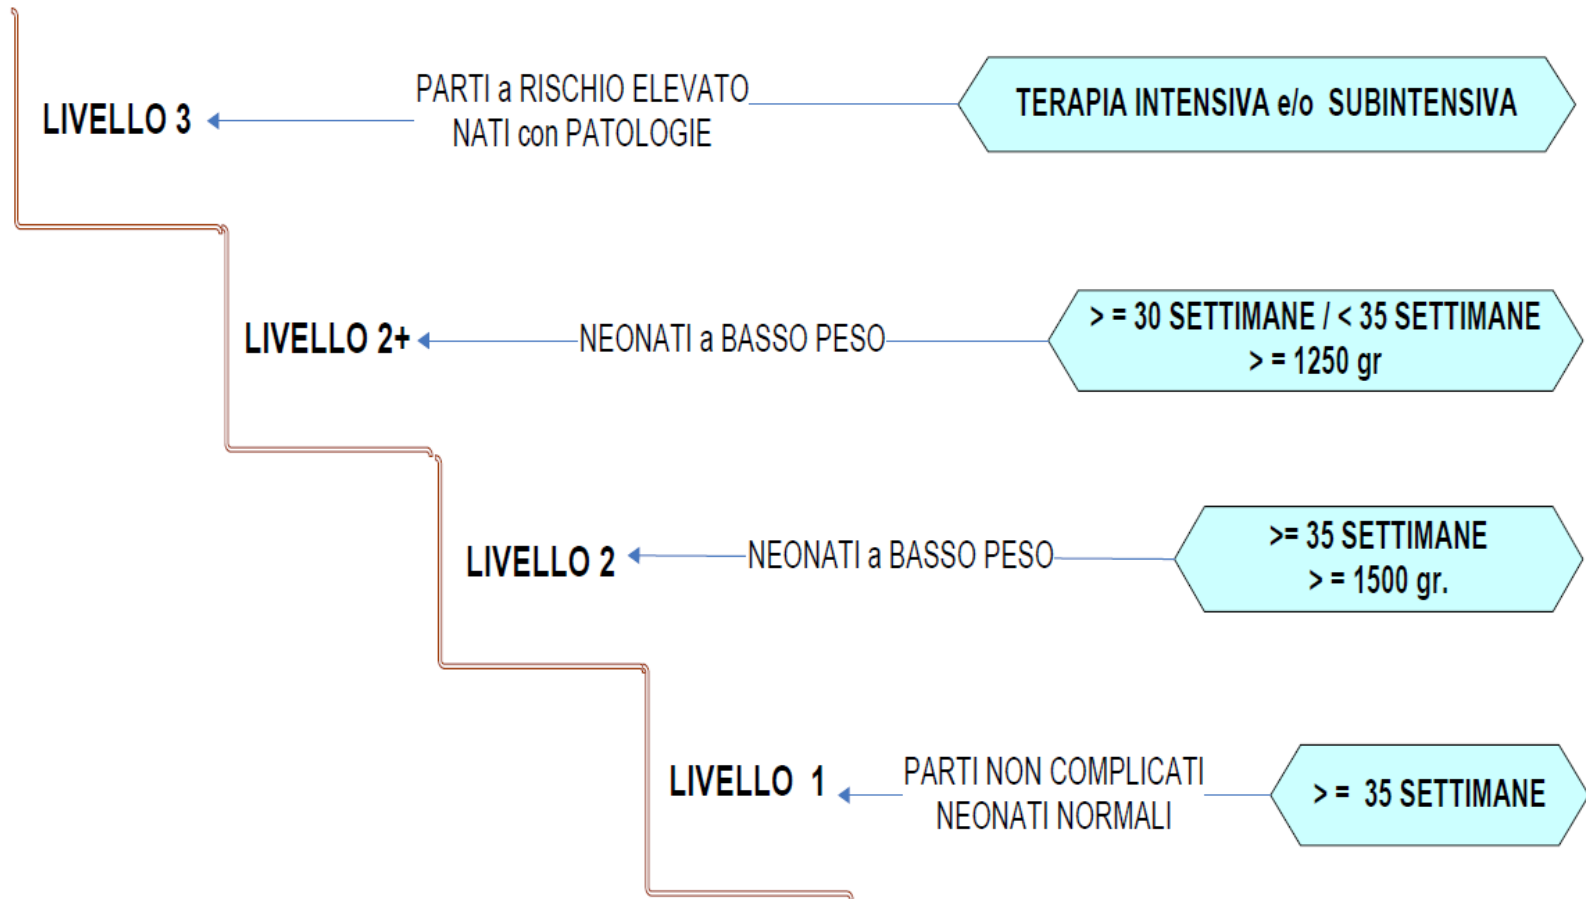 LIVELLO 3
PARTI a RISCHIO ELEVATO
NATI con PATOLOGIE
TERAPIA INTENSIVA e/o SUBINTENSIVA
LIVELLO 2+
NEONATI a BASSO PESO
> = 30 SETTIMANE / < 35 SETTIMANE
> = 1250 gr
LIVELLO 2
NEONATI a BASSO PESO
>= 35 SETTIMANE
> = 1500 gr.
LIVELLO 1
PARTI NON COMPLICATI
NEONATI NORMALI
> = 35 SETTIMANE